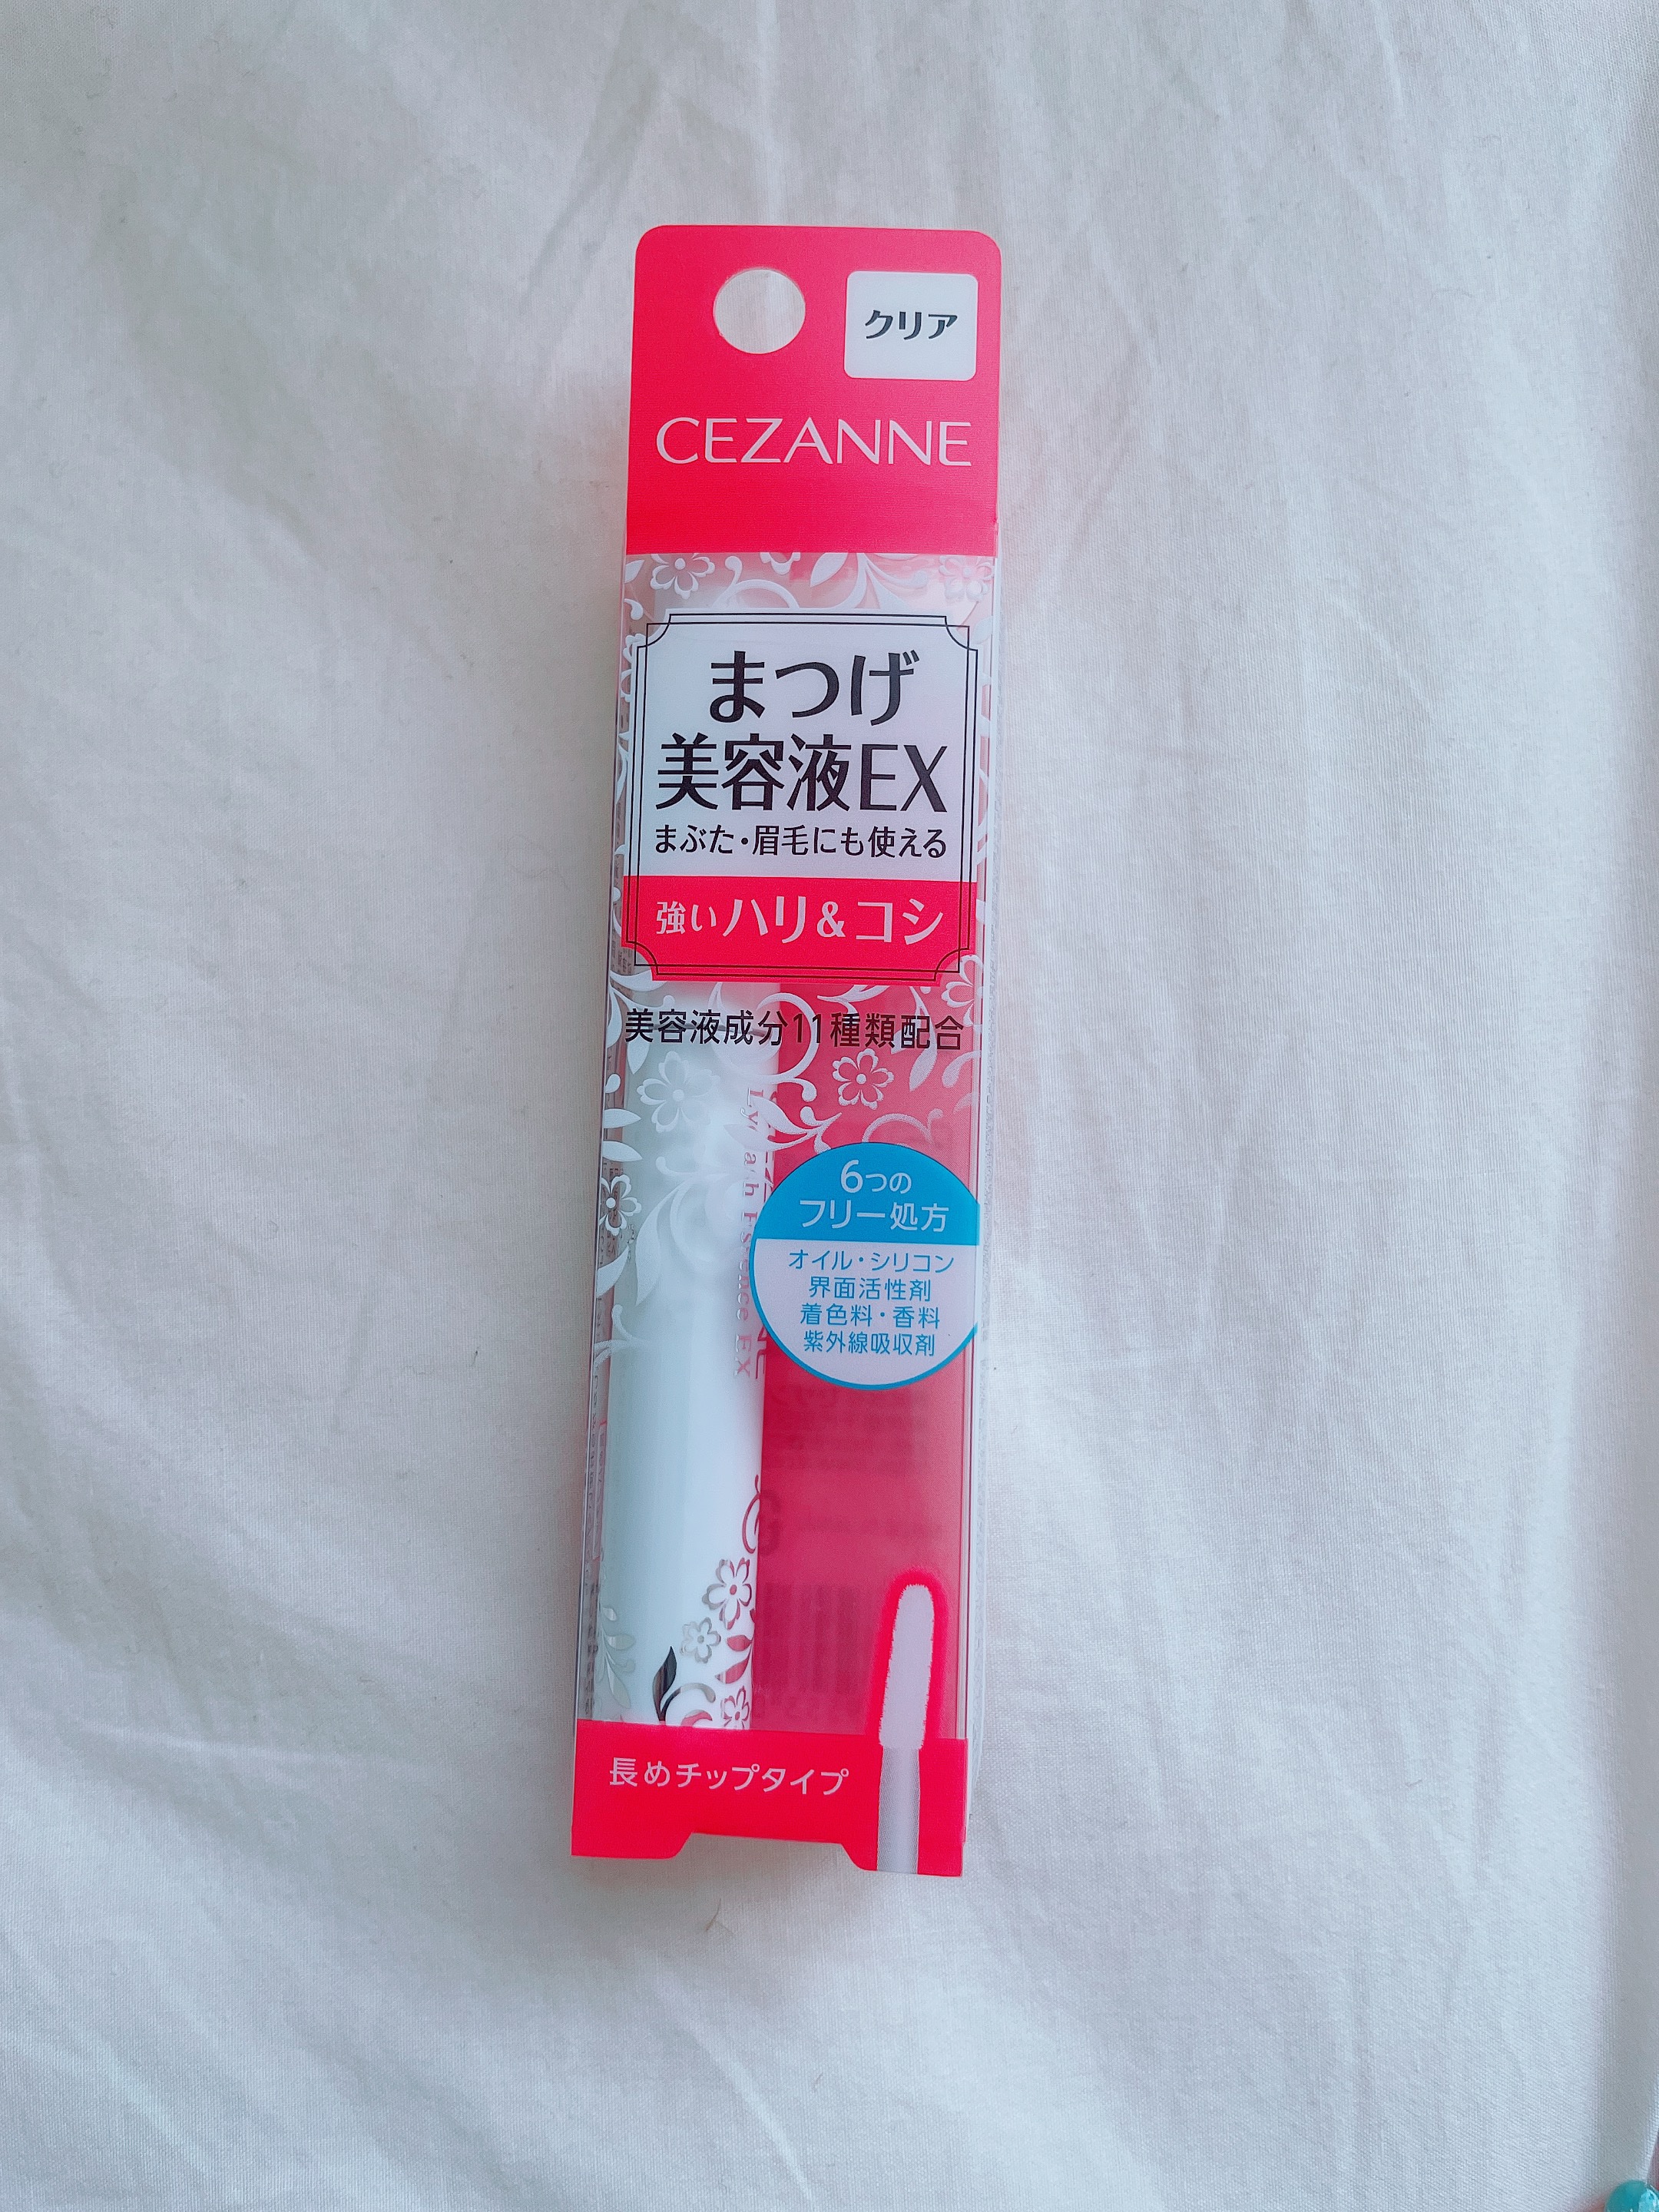 クリア
CEZANNE
まつげ
美容液EX
まぶた・眉毛にも使える
強いハリ&コシ
美容液成分11種類配合
6つの
フリー処方
オイル・シリコン
界面活性剤
着色料・香料
紫外線吸収剤
長めチップタイプ